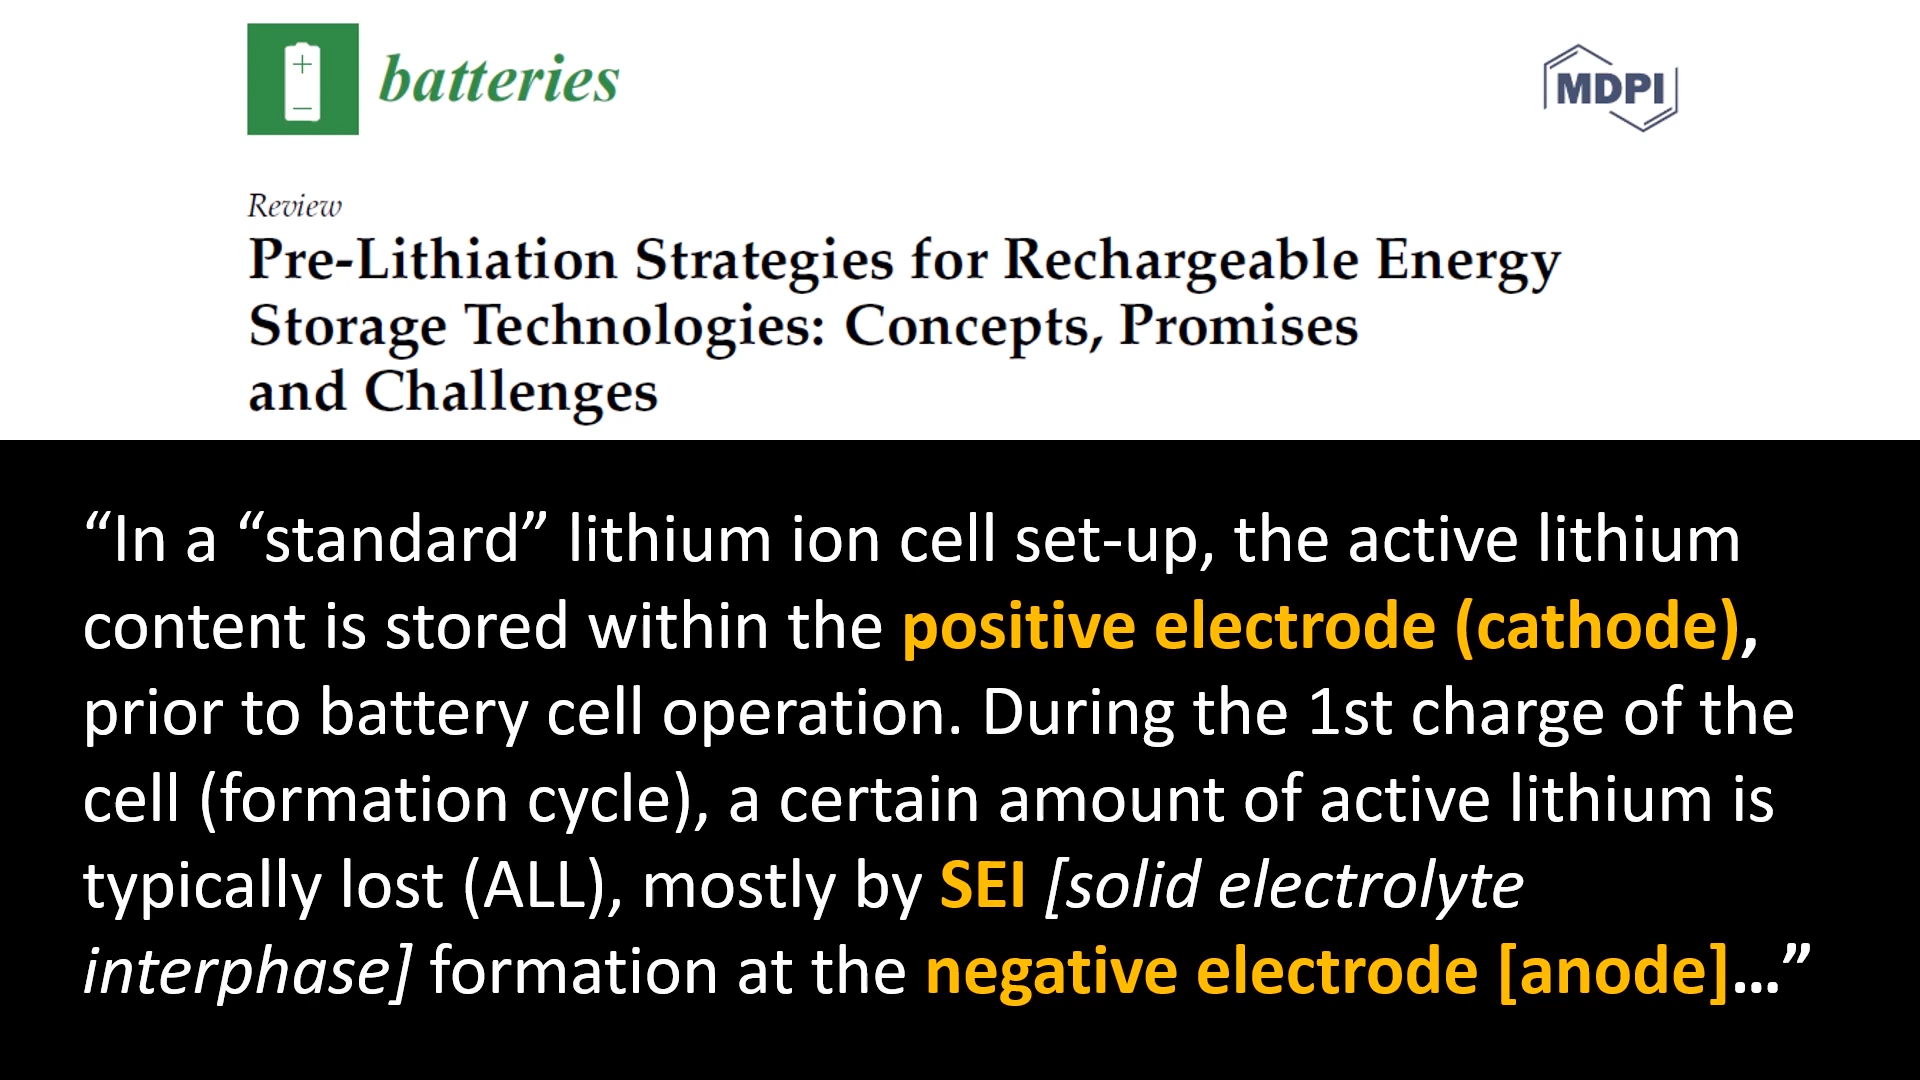 batteries
MDPI
Review
Pre-Lithiation Strategies for Rechargeable Energy
Storage Technologies: Concepts, Promises
and Challenges
“In a “standard” lithium ion cell set-up, the active lithium
content is stored within the positive electrode (cathode),
prior to battery cell operation. During the 1st charge of the
cell (formation cycle), a certain amount of active lithium is
typically lost (ALL), mostly by SEI [solid electrolyte
interphase] formation at the negative electrode [anode]…”